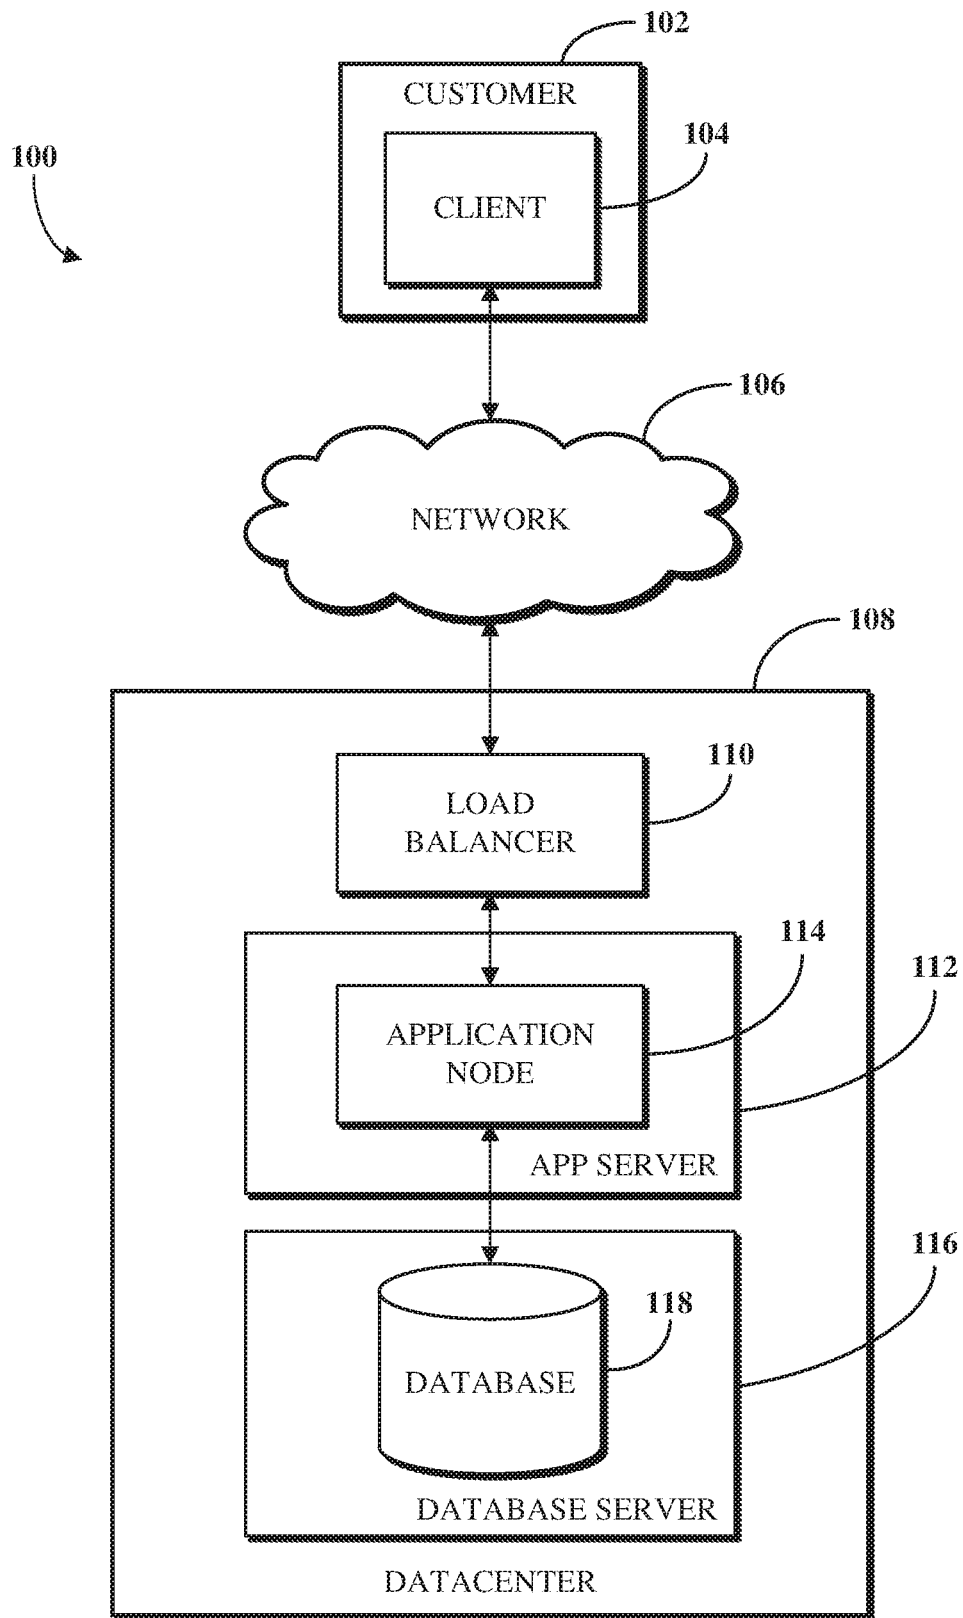 102
CUSTOMER
104
100
CLIENT
106
NETWORK
108
110
LOAD
BALANCER
114
112
APPLICATION
NODE
APP SERVER
116
118
DATABASE
DATABASE SERVER
DATACENTER